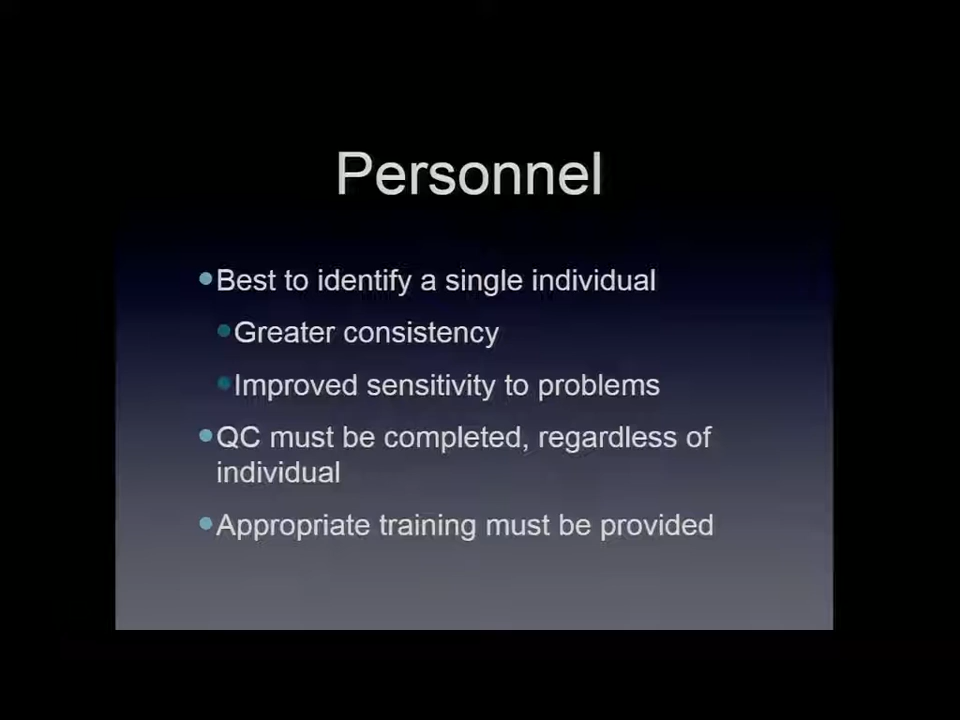 Personnel
Best to identify a single individual
Greater consistency
Improved sensitivity to problems
QC must be completed, regardless of
individual
Appropriate training must be provided